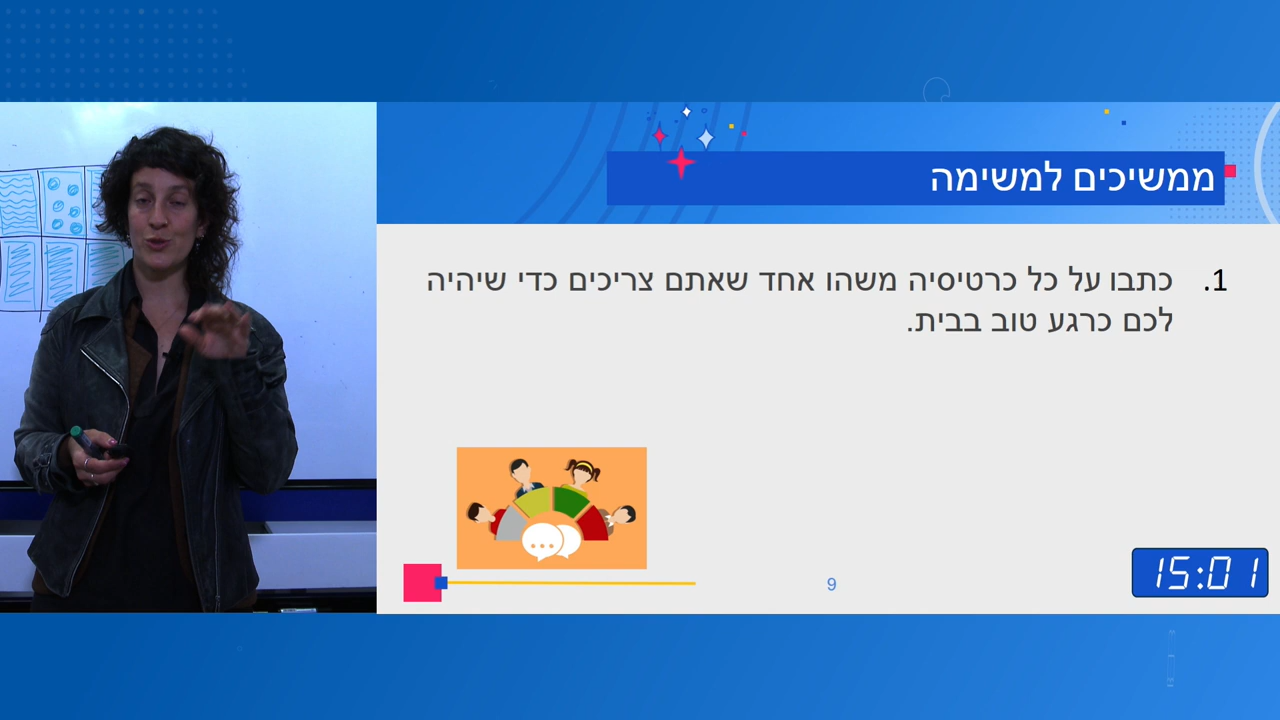 ממשיכים למשימה
1. כתבו על כל כרטיסיה משהו אחד שאתם צריכים כדי שיהיה
לכם כרגע טוב בבית.
9
15:01